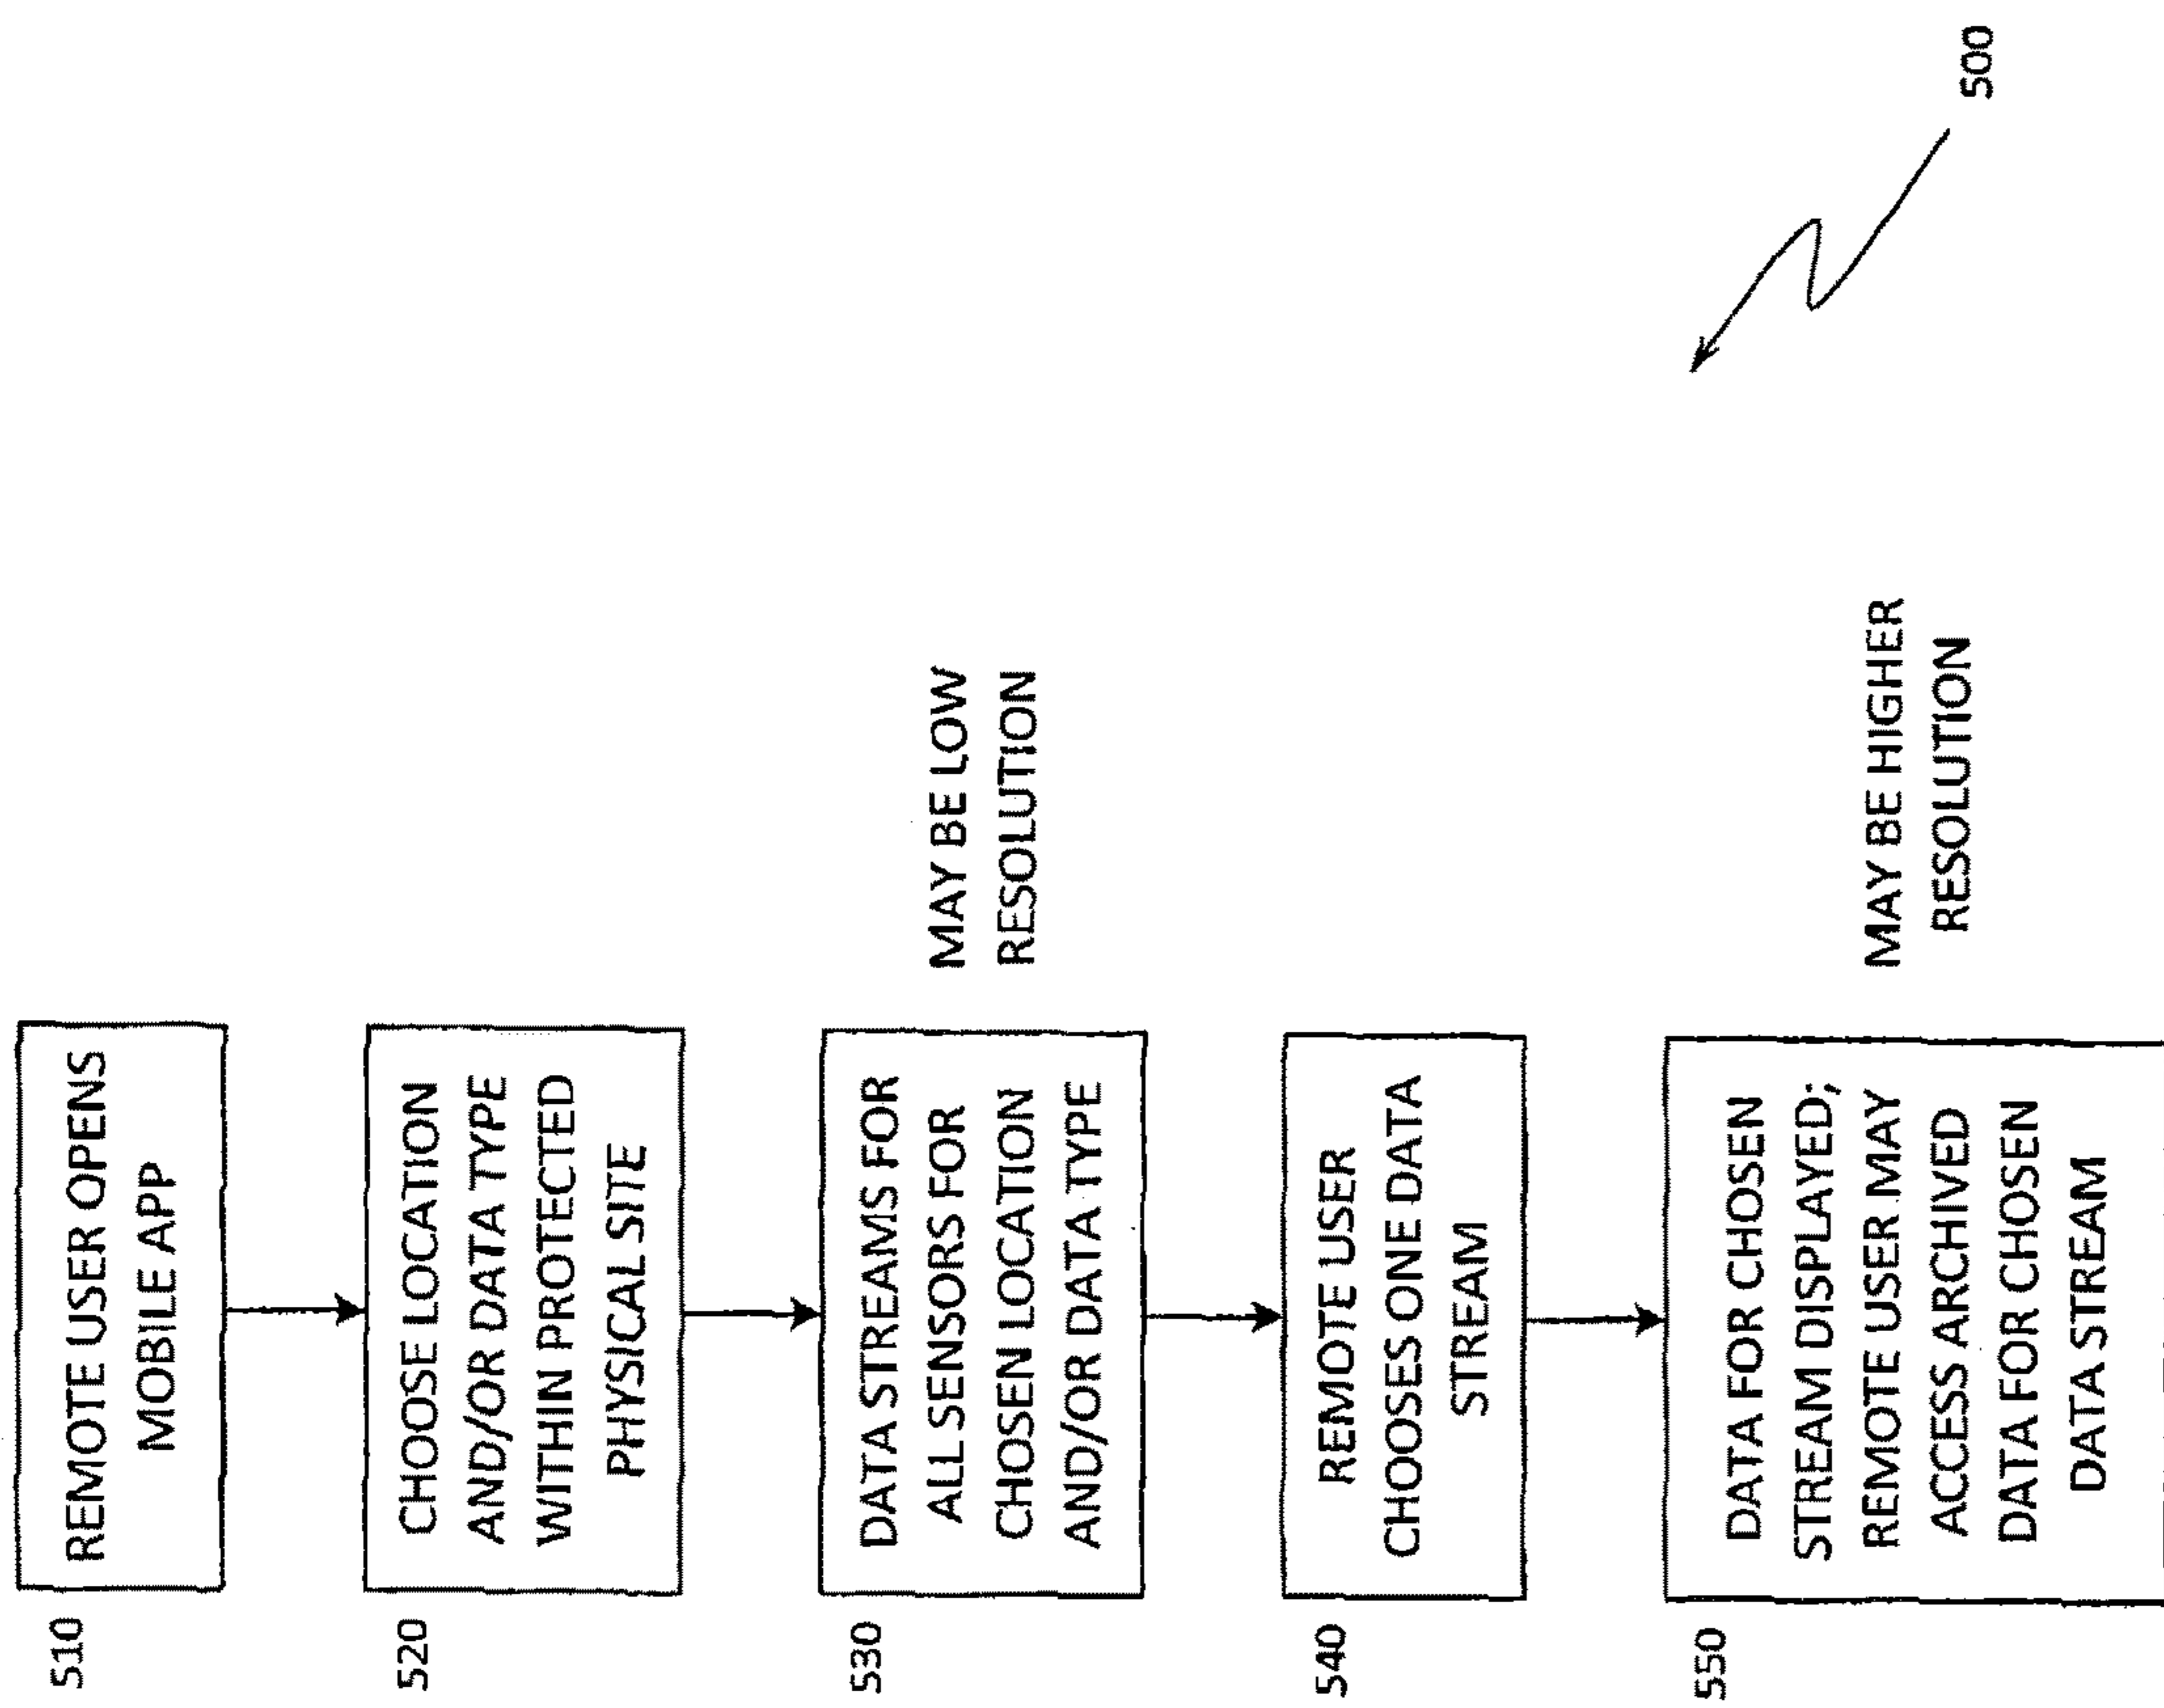 510
REMOTE USER OPENS
MOBILE APP
520
CHOOSE LOCATION
AND/OR DATA TYPE
WITHIN PROTECTED
PHYSICAL SITE
530
DATA STREAMS FOR
ALL SENSORS FOR
CHOSEN LOCATION
AND/OR DATA TYPE
MAY BE LOW
RESOLUTION
540
REMOTE USER
CHOOSES ONE DATA
STREAM
550
DATA FOR CHOSEN
STREAM DISPLAYED;
REMOTE USER MAY
ACCESS ARCHIVED
DATA FOR CHOSEN
DATA STREAM
MAY BE HIGHER
RESOLUTION
500